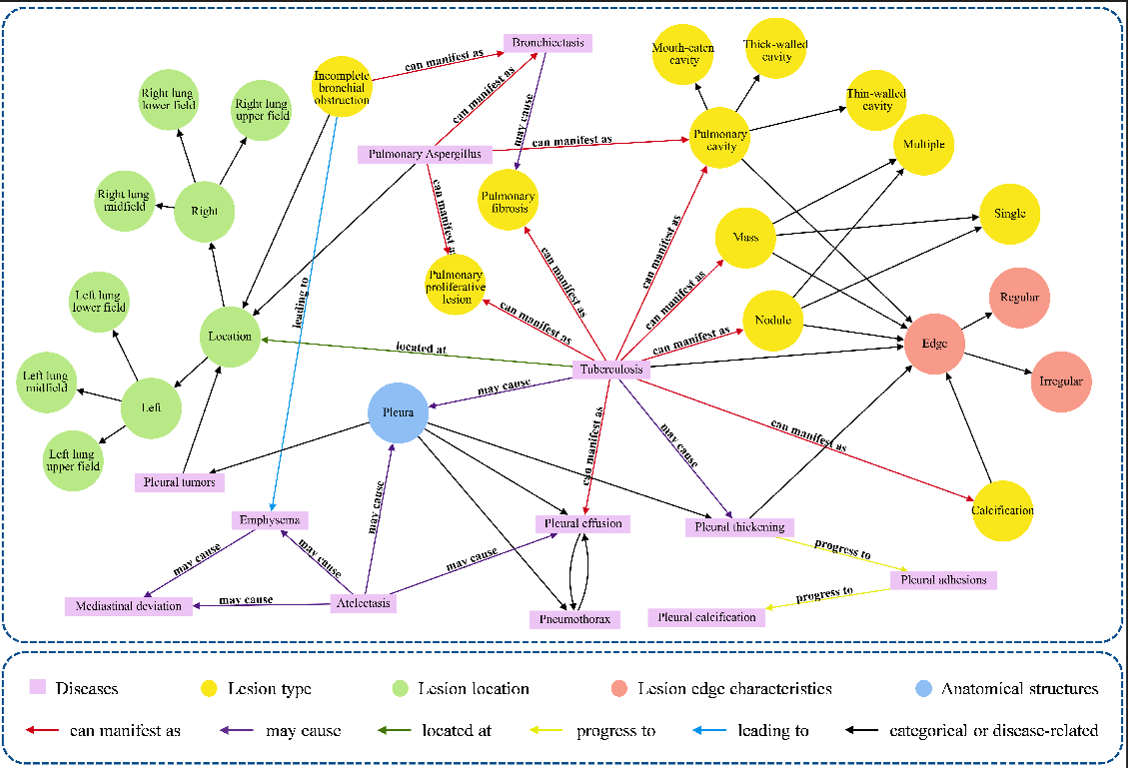 Bronchiectasis
Mouth-eaten
cavity
Thick-walled
cavity
can manifest as
Incomplete
bronchial
obstruction
Right lung
lower field
Right lung
upper field
can manifest as
may cause
Thin-walled
cavity
Pulmonary
cavity
Multiple
can manifest as
Pulmonary Aspergillus
Right lung
midfield
Right
can manifest as
Pulmonary
fibrosis
Single
Mass
can manifest as
can manifest as
can manifest as
Pulmonary
proliferative
lesion
Left lung
lower field
leading to
Regular
Nodule
can manifest as
can manifest as
Location
located at
Edge
Tuberculosis
Left lung
midfield
Irregular
may cause
Left
Pleura
can manifest as
may cause
can manifest as
Left lung
upper field
Pleural tumors
may cause
Calcification
Emphysema
Pleural effusion
Pleural thickening
may cause
may cause
may cause
progress to
Pleural adhesions
Mediastinal deviation
may cause
Atelectasis
progress to
Pneumothorax
Pleural calcification
Diseases
Lesion type
Lesion location
Lesion edge characteristics
Anatomical structures
can manifest as
may cause
located at
progress to
leading to
categorical or disease-related